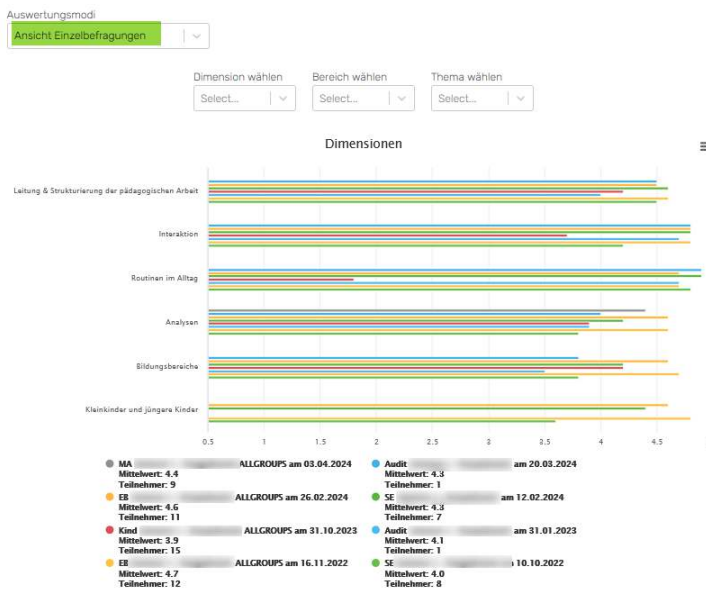 Auswertungsmodi
Ansicht Einzelbefragungen
Dimension wählen Bereich wählen Thema wählen
Select... Select... Select...
Dimensionen
Leitung & Strukturierung der pädagogischen Arbeit
Interaktion
Routinen im Alltag
Analysen
Bildungsbereiche
Kleinkinder und jüngere Kinder
0.5 1 1.5 2 2.5 3 3.5 4 4.5
MA ALLGROUPS am 03.04.2024
Mittelwert: 4.4
Teilnehmer: 9
Audit am 20.03.2024
Mittelwert: 4.3
Teilnehmer: 1
EB ALLGROUPS am 26.02.2024
Mittelwert: 4.6
Teilnehmer: 11
SE am 12.02.2024
Mittelwert: 4.3
Teilnehmer: 7
Kind ALLGROUPS am 31.10.2023
Mittelwert: 3.9
Teilnehmer: 15
Audit am 31.01.2023
Mittelwert: 4.1
Teilnehmer: 1
EB ALLGROUPS am 16.11.2022
Mittelwert: 4.7
Teilnehmer: 12
SE 10.10.2022
Mittelwert: 4.0
Teilnehmer: 8